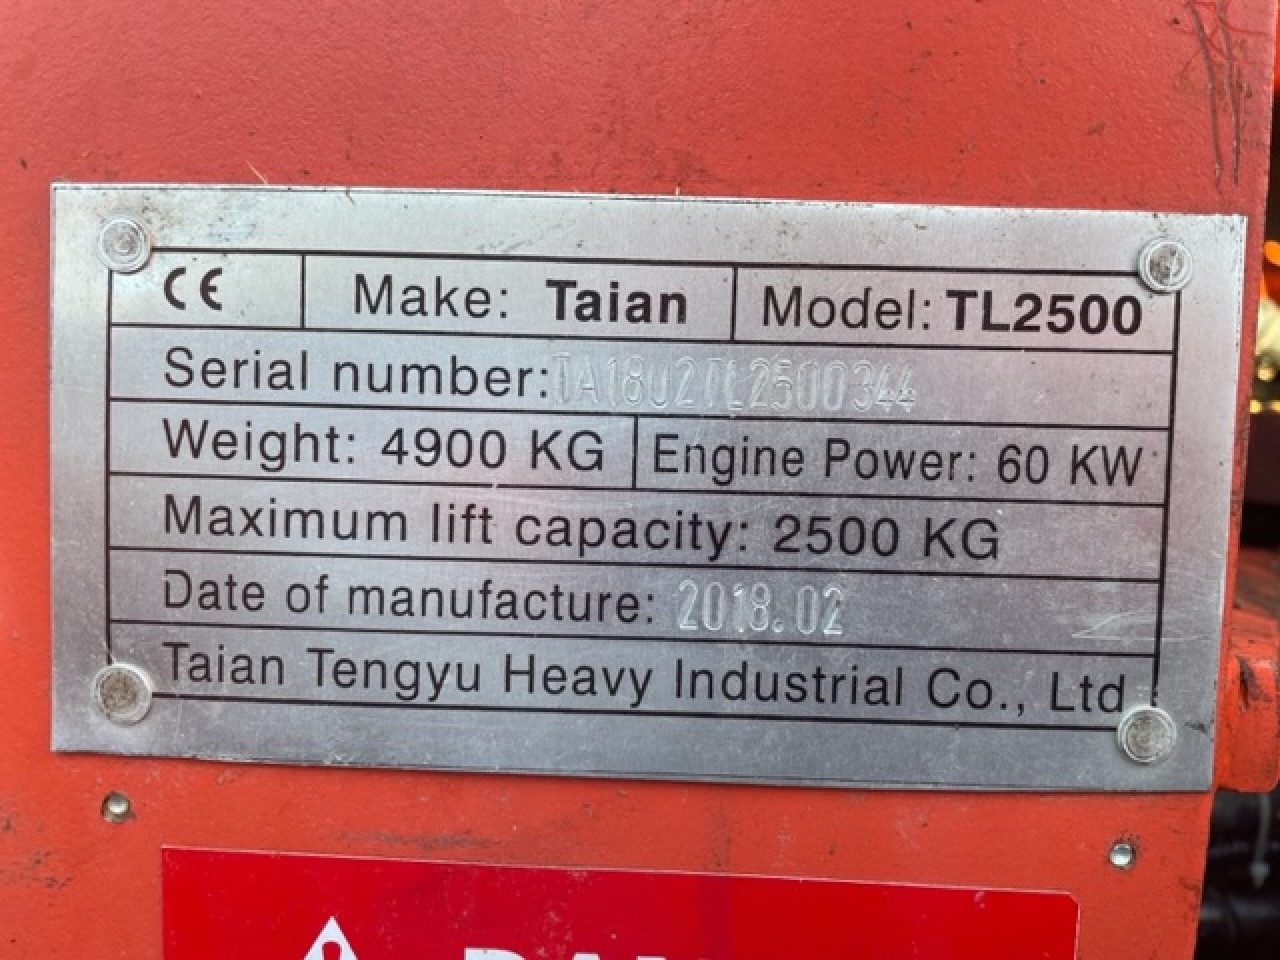 CE Make: Taian Model: TL2500
Serial number: TA1802TL2500344
Weight: 4900 KG Engine Power: 60 KW
Maximum lift capacity: 2500 KG
Date of manufacture: 2018.02
Taian Tengyu Heavy Industrial Co., Ltd